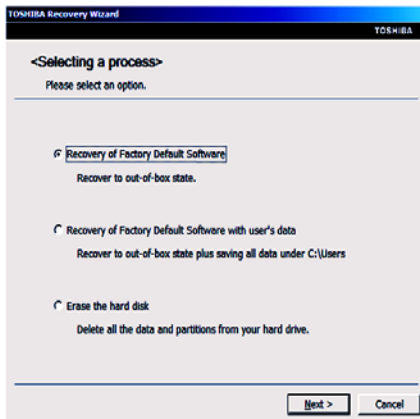 TOSHIBA Recovery Wizard
TOSHIBA
<Selecting a process>
Please select an option.
Recovery of Factory Default Software
Recover to out-of-box state.
Recovery of Factory Default Software with user's data
Recover to out-of-box state plus saving all data under C:\Users
Erase the hard disk
Delete all the data and partitions from your hard drive.
Next > Cancel